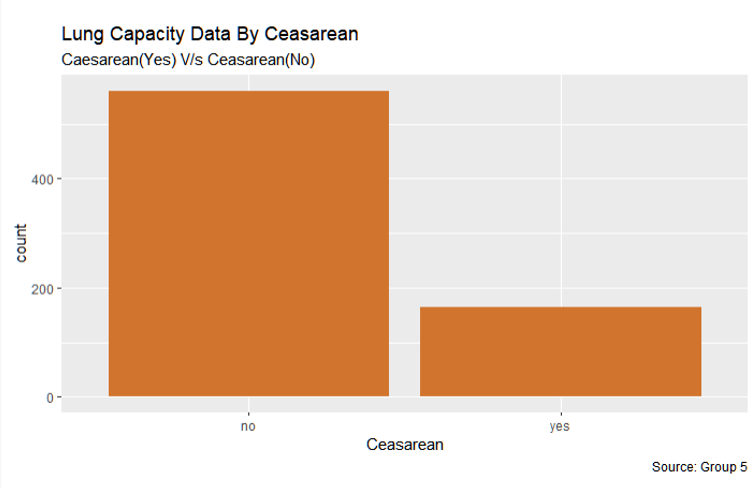 Lung Capacity Data By Ceasarean
Caesarean(Yes) V/s Ceasarean(No)
400
200
0
count
no
yes
Ceasarean
Source: Group 5